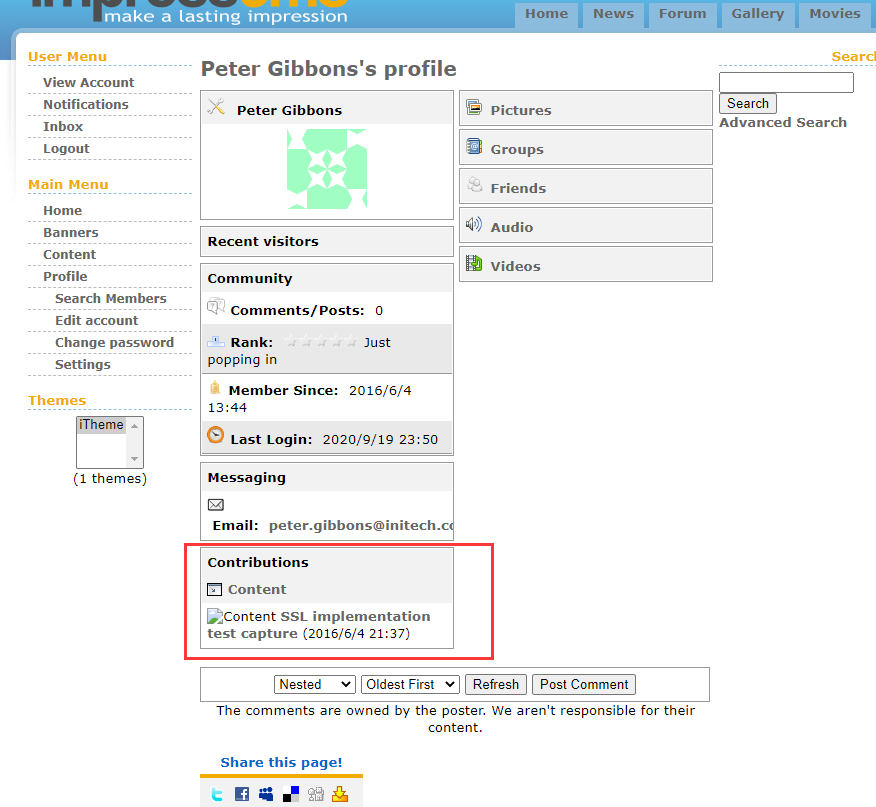 impresscms
make a lasting impression
Home
News
Forum
Gallery
Movies
User Menu
View Account
Notifications
Inbox
Logout
Main Menu
Home
Banners
Content
Profile
Search Members
Edit account
Change password
Settings
Themes
iTheme
(1 themes)
Peter Gibbons's profile
Peter Gibbons
Recent visitors
Community
Comments/Posts: 0
Rank: Just
popping in
Member Since: 2016/6/4
13:44
Last Login: 2020/9/19 23:50
Messaging
Email: peter.gibbons@initech.co
Contributions
Content
Content SSL implementation
test capture (2016/6/4 21:37)
Pictures
Groups
Friends
Audio
Videos
Search
Search
Advanced Search
Nested Oldest First Refresh Post Comment
The comments are owned by the poster. We aren't responsible for their
content.
Share this page!